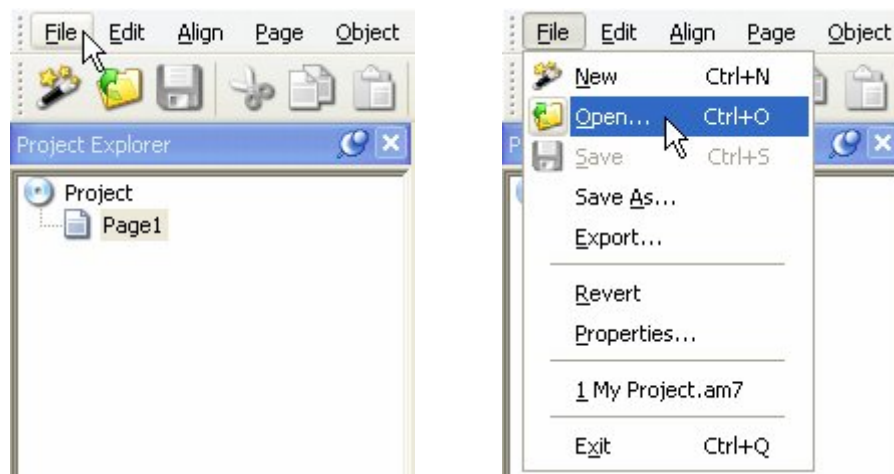 File Edit Align Page Object
Project Explorer
Project
Page1
File Edit Align Page Object
New Ctrl+N
Open... Ctrl+O
Save Ctrl+S
Save As...
Export...
Revert
Properties...
1 My Project.am7
Exit Ctrl+Q